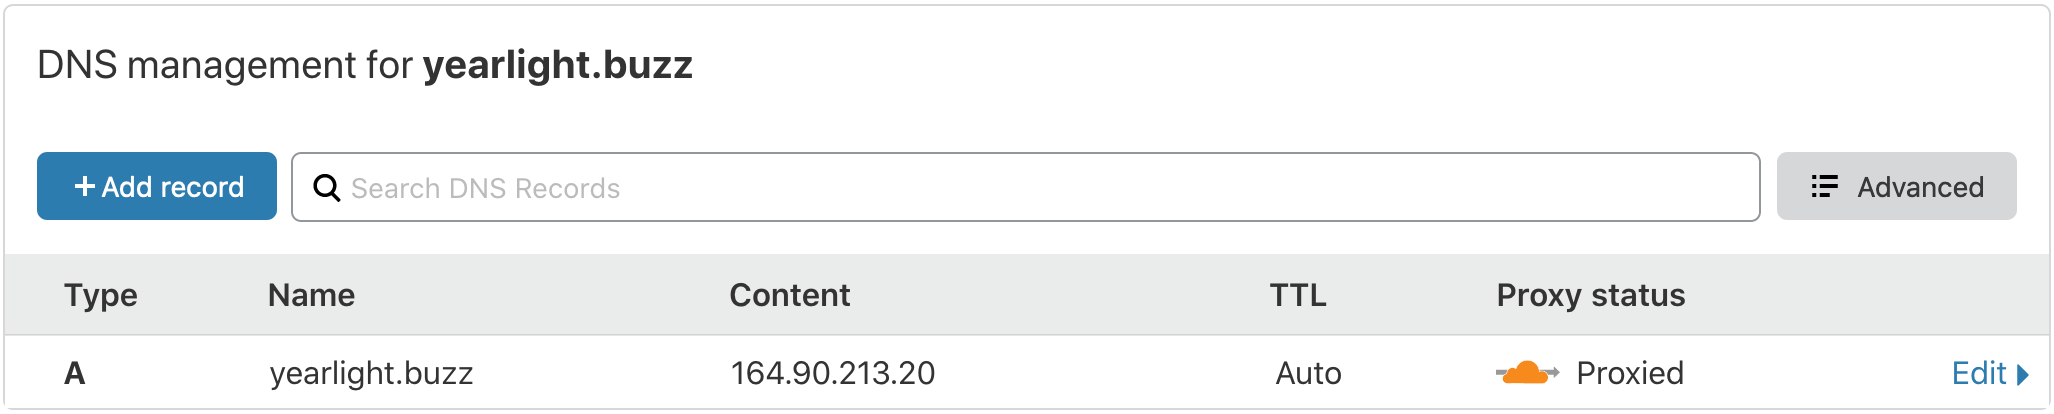 DNS management for yearlight.buzz
+ Add record Search DNS Records Advanced
Type Name Content TTL Proxy status
A yearlight.buzz 164.90.213.20 Auto Proxied Edit